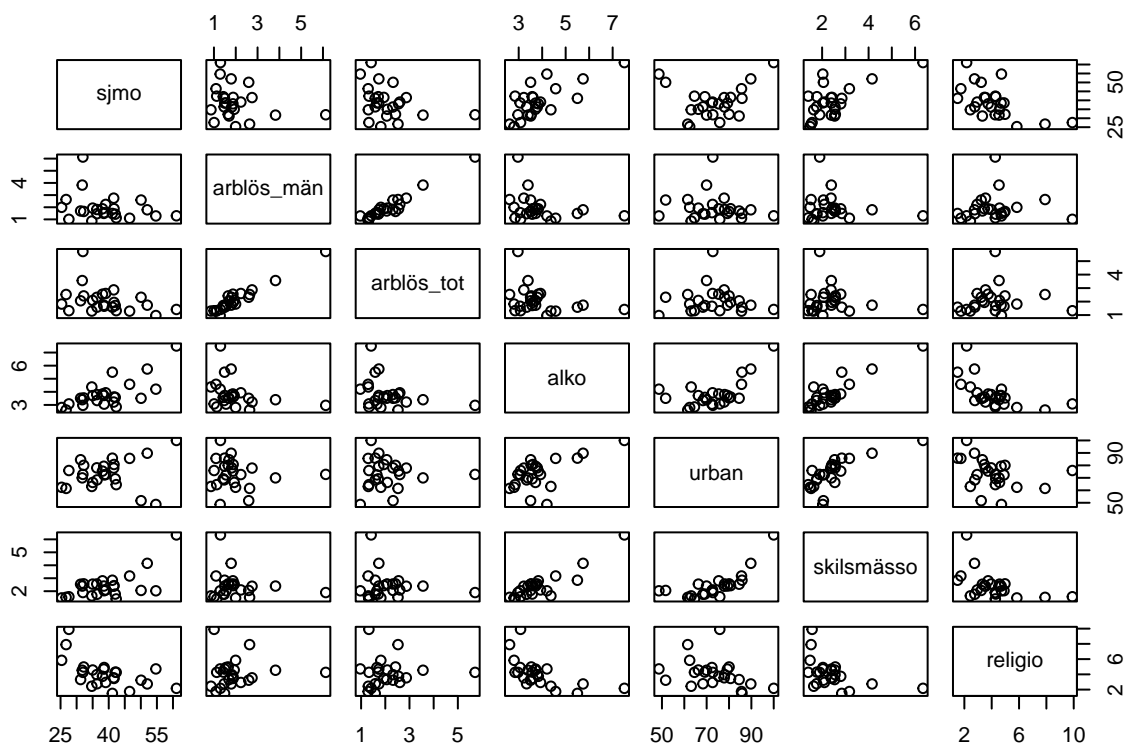 1 3 5
3 5 7
2 4 6
sjmo
25 50
1 4
arblös_män
arblös_tot
1 4
3 6
alko
urban
50 90
2 5
skilsmässo
religio
2 6
25 40 55
1 3 5
50 70 90
2 6 10